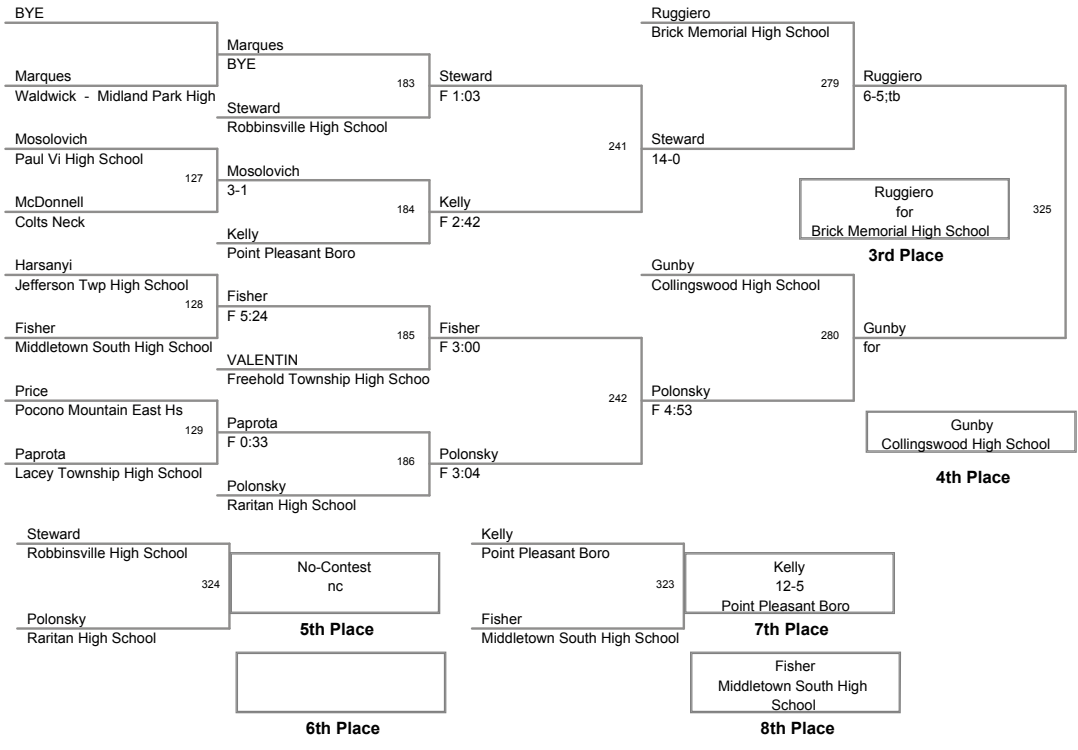 BYE
Marques
Waldwick - Midland Park High
Mosolovich
Paul Vi High School
127
McDonnell
Colts Neck
Harsanyi
Jefferson Twp High School
128
Fisher
Middletown South High School
Price
Pocono Mountain East Hs
129
Paprota
Lacey Township High School
Marques
BYE
183
Steward
Robbinsville High School
Mosolovich
3-1
184
Kelly
Point Pleasant Boro
Fisher
F 5:24
185
VALENTIN
Freehold Township High Schoo
Paprota
F 0:33
186
Polonsky
Raritan High School
Steward
F 1:03
241
Kelly
F 2:42
Fisher
F 3:00
242
Polonsky
F 3:04
Ruggiero
Brick Memorial High School
279
Steward
14-0
Gunby
Collingswood High School
280
Polonsky
F 4:53
Ruggiero
6-5;tb
325
Gunby
for
Ruggiero
for
Brick Memorial High School
3rd Place
Gunby
Collingswood High School
4th Place
Steward
Robbinsville High School
324
Polonsky
Raritan High School
No-Contest
nc
5th Place
6th Place
Kelly
Point Pleasant Boro
323
Fisher
Middletown South High School
Kelly
12-5
Point Pleasant Boro
7th Place
Fisher
Middletown South High
School
8th Place